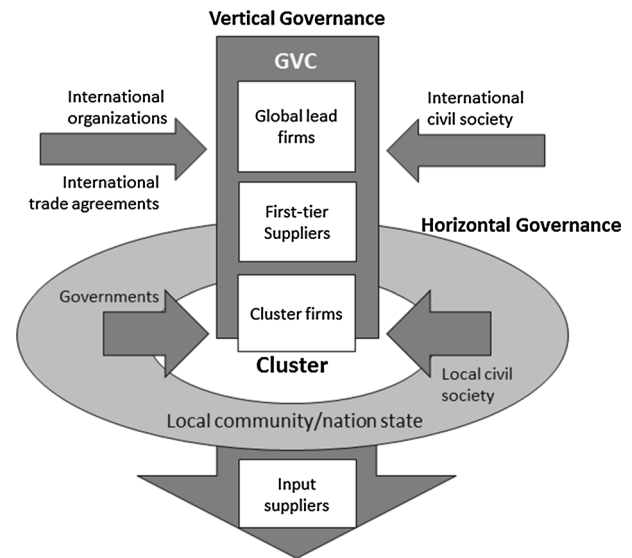 Vertical Governance
GVC
International
organizations
Global lead
firms
International
civil society
International
trade agreements
First-tier
Suppliers
Horizontal Governance
Governments
Cluster firms
Cluster
Local civil
society
Local community/nation state
Input
suppliers